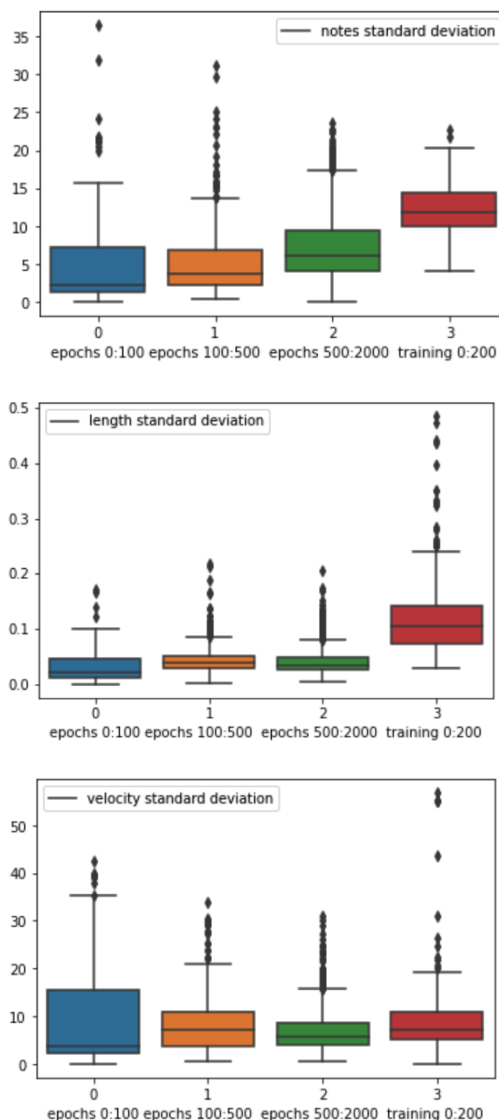 notes standard deviation
35
30
25
20
15
10
5
0
0 1 2 3
epochs 0:100 epochs 100:500 epochs 500:2000 training 0:200
0.5
length standard deviation
0.4
0.3
0.2
0.1
0.0
0 1 2 3
epochs 0:100 epochs 100:500 epochs 500:2000 training 0:200
velocity standard deviation
50
40
30
20
10
0
0 1 2 3
epochs 0:100 epochs 100:500 epochs 500:2000 training 0:200